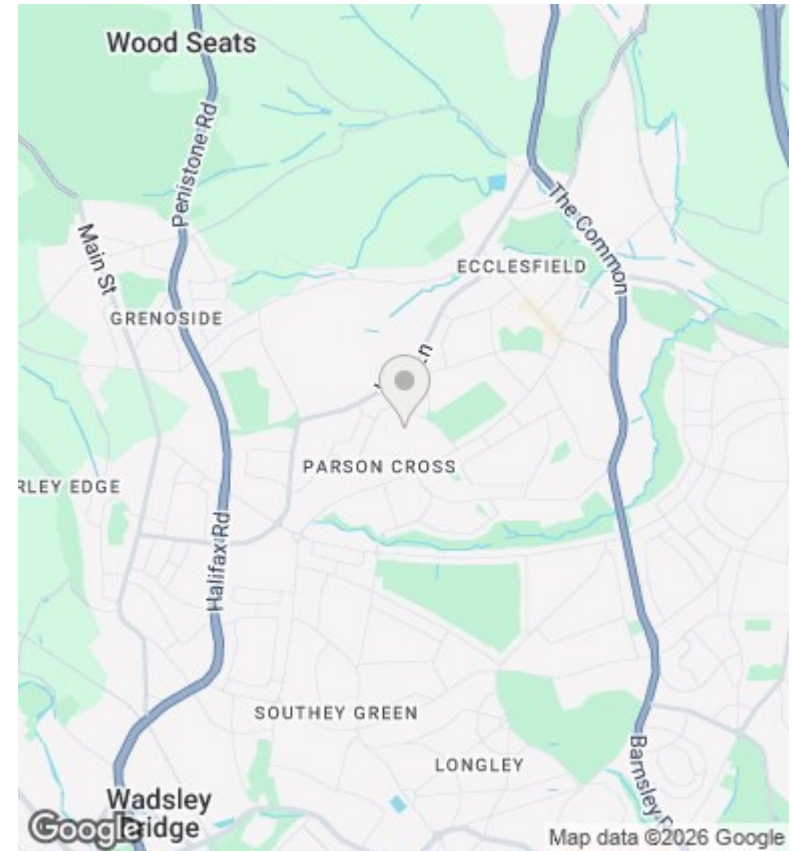 Wood Seats
Penistone Rd
The Common
Main St
ECCLESFIELD
GRENOSIDE
PARSON CROSS
RLEY EDGE
Halifax Rd
SOUTHEY GREEN
LONGLEY
Barnsley R
Wadsley
Bridge
Google
Map data ©2026 Google